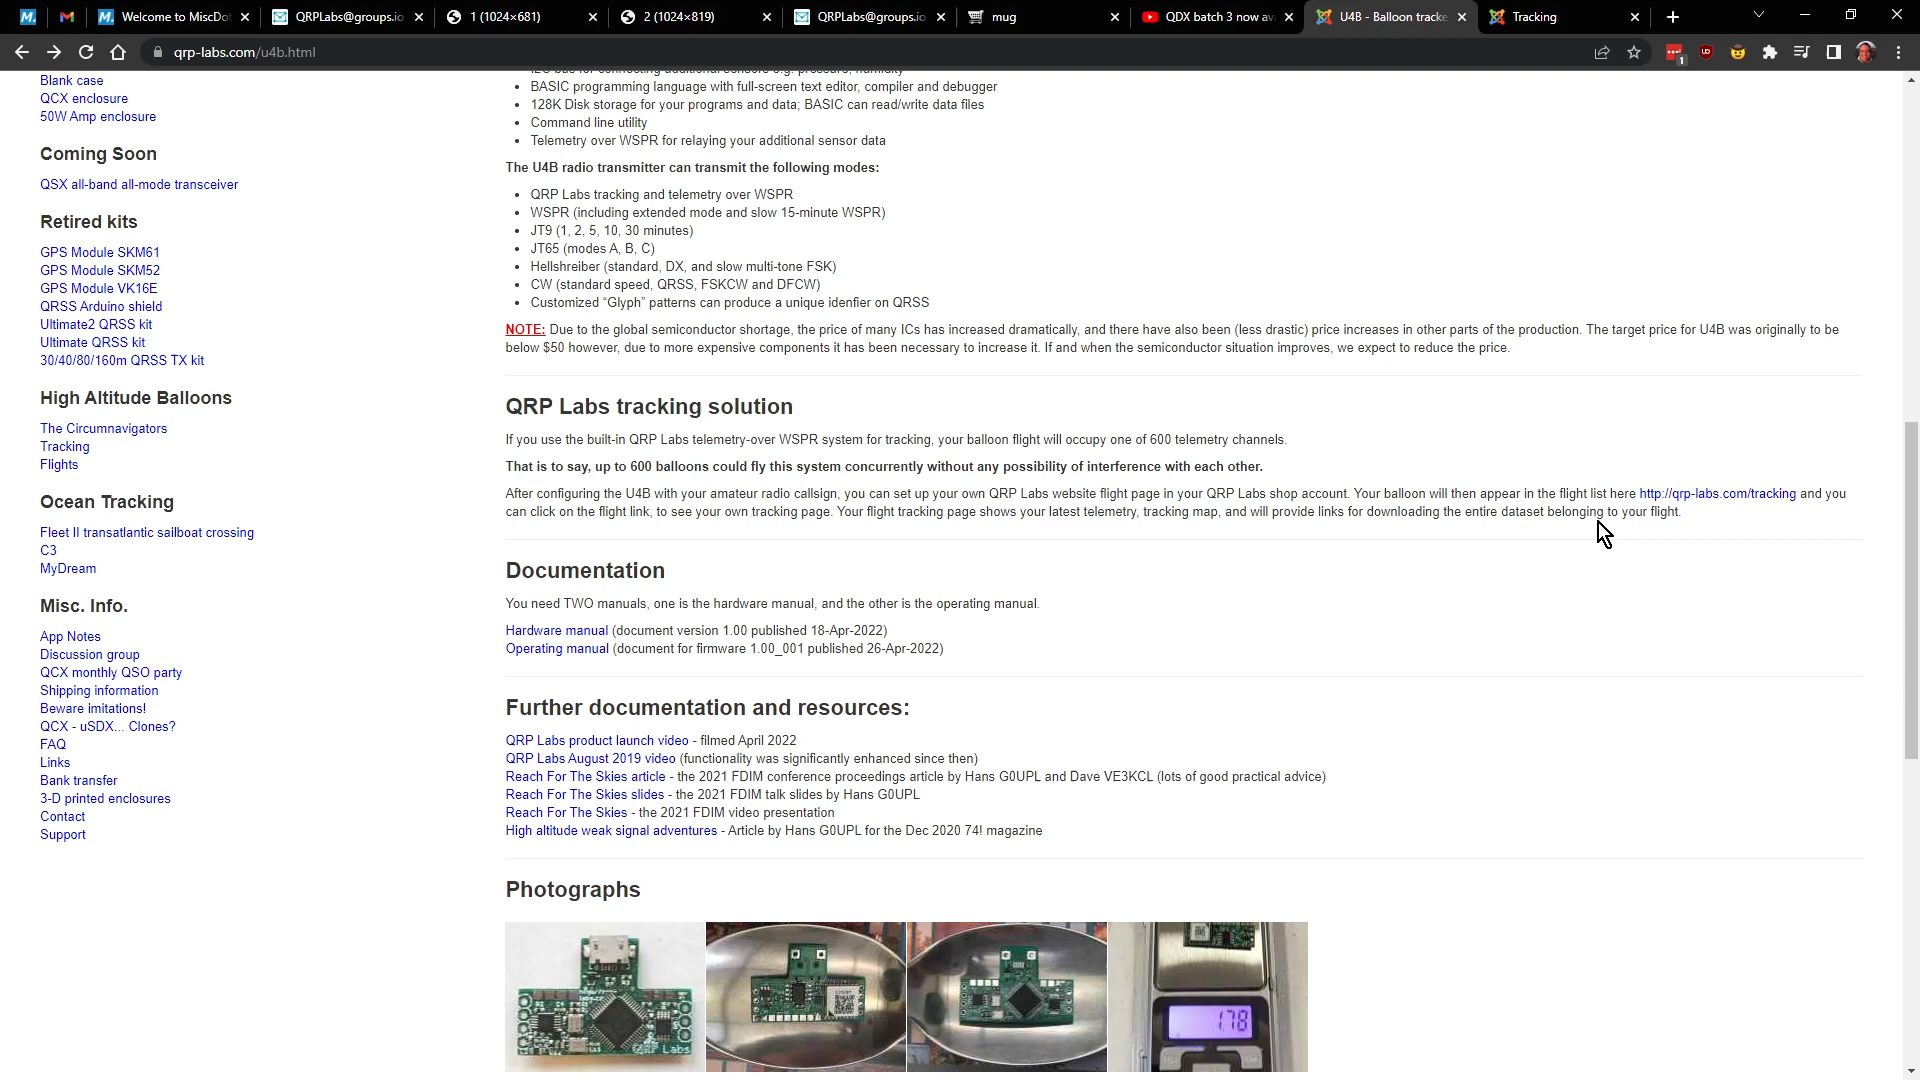 Welcome to MiscDo
QRPLabs@groups.io
1 (1024×681)
2 (1024×819)
QRPLabs@groups.io
mug
QDX batch 3 now av
U4B - Balloon tracke
Tracking
qrp-labs.com/u4b.html
1
Blank case
QCX enclosure
50W Amp enclosure
Coming Soon
QSX all-band all-mode transceiver
Retired kits
GPS Module SKM61
GPS Module SKM52
GPS Module VK16E
QRSS Arduino shield
Ultimate2 QRSS kit
Ultimate QRSS kit
30/40/80/160m QRSS TX kit
High Altitude Balloons
The Circumnavigators
Tracking
Flights
Ocean Tracking
Fleet II transatlantic sailboat crossing
C3
MyDream
Misc. Info.
App Notes
Discussion group
QCX monthly QSO party
Shipping information
Beware imitations!
QCX - uSDX... Clones?
FAQ
Links
Bank transfer
3-D printed enclosures
Contact
Support
I2C bus for connecting additional sensors e.g. pressure, humidity
• BASIC programming language with full-screen text editor, compiler and debugger
• 128K Disk storage for your programs and data; BASIC can read/write data files
• Command line utility
• Telemetry over WSPR for relaying your additional sensor data
The U4B radio transmitter can transmit the following modes:
• QRP Labs tracking and telemetry over WSPR
• WSPR (including extended mode and slow 15-minute WSPR)
• JT9 (1, 2, 5, 10, 30 minutes)
• JT65 (modes A, B, C)
• Hellshreiber (standard, DX, and slow multi-tone FSK)
• CW (standard speed, QRSS, FSKCW and DFCW)
• Customized “Glyph” patterns can produce a unique idenfier on QRSS
NOTE: Due to the global semiconductor shortage, the price of many ICs has increased dramatically, and there have also been (less drastic) price increases in other parts of the production. The target price for U4B was originally to be
below $50 however, due to more expensive components it has been necessary to increase it. If and when the semiconductor situation improves, we expect to reduce the price.
QRP Labs tracking solution
If you use the built-in QRP Labs telemetry-over WSPR system for tracking, your balloon flight will occupy one of 600 telemetry channels.
That is to say, up to 600 balloons could fly this system concurrently without any possibility of interference with each other.
After configuring the U4B with your amateur radio callsign, you can set up your own QRP Labs website flight page in your QRP Labs shop account. Your balloon will then appear in the flight list here http://qrp-labs.com/tracking and you
can click on the flight link, to see your own tracking page. Your flight tracking page shows your latest telemetry, tracking map, and will provide links for downloading the entire dataset belonging to your flight.
Documentation
You need TWO manuals, one is the hardware manual, and the other is the operating manual.
Hardware manual (document version 1.00 published 18-Apr-2022)
Operating manual (document for firmware 1.00_001 published 26-Apr-2022)
Further documentation and resources:
QRP Labs product launch video - filmed April 2022
QRP Labs August 2019 video (functionality was significantly enhanced since then)
Reach For The Skies article - the 2021 FDIM conference proceedings article by Hans G0UPL and Dave VE3KCL (lots of good practical advice)
Reach For The Skies slides - the 2021 FDIM talk slides by Hans G0UPL
Reach For The Skies - the 2021 FDIM video presentation
High altitude weak signal adventures - Article by Hans G0UPL for the Dec 2020 74! magazine
Photographs
QRP Labs
1.78